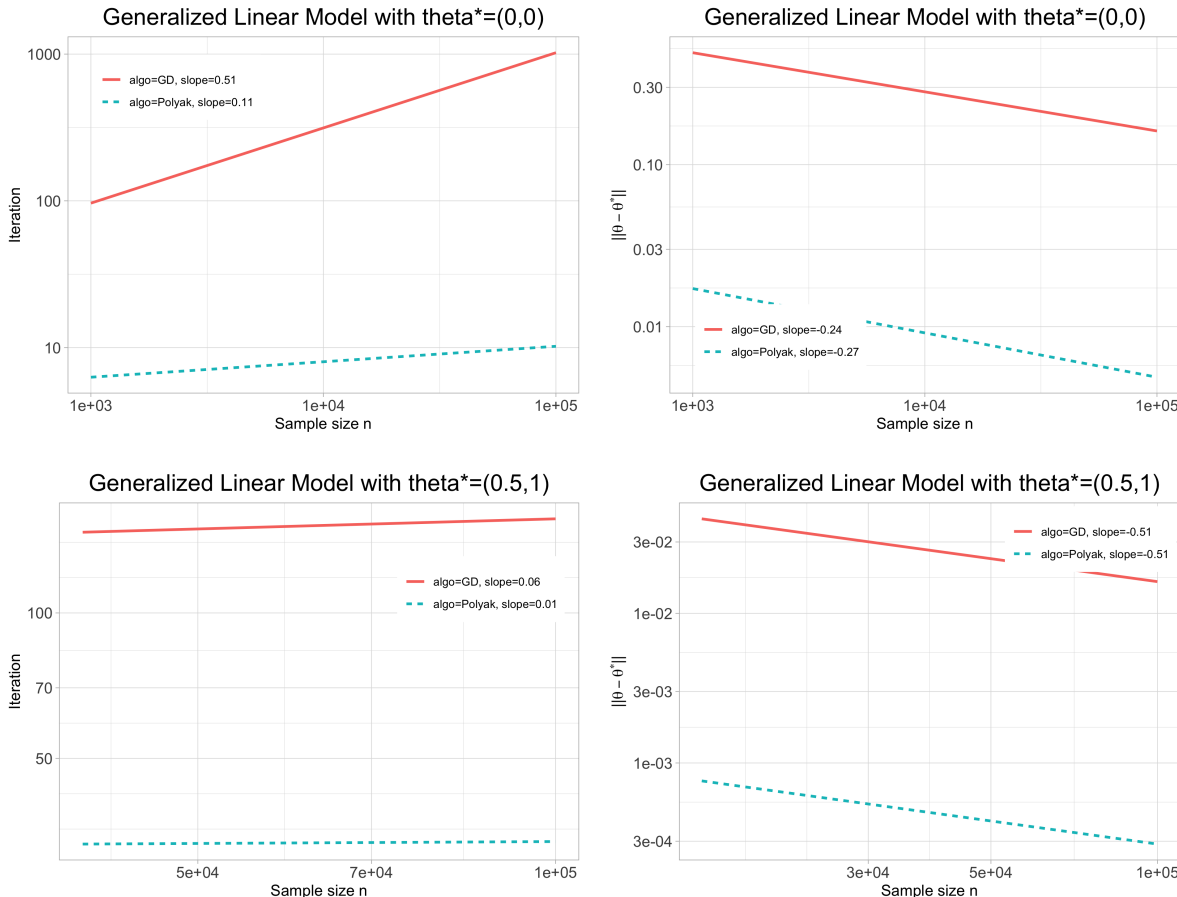 Generalized Linear Model with theta*=(0,0)
1000
100
10
Iteration
algo=GD, slope=0.51
algo=Polyak, slope=0.11
1e+03
1e+04
1e+05
Sample size n
Generalized Linear Model with theta*=(0,0)
0.30
0.10
0.03
0.01
||θ − θ*||
algo=GD, slope=-0.24
algo=Polyak, slope=-0.27
1e+03
1e+04
1e+05
Sample size n
Generalized Linear Model with theta*=(0.5,1)
100
70
50
Iteration
algo=GD, slope=0.06
algo=Polyak, slope=0.01
5e+04
7e+04
1e+05
Sample size n
Generalized Linear Model with theta*=(0.5,1)
3e-02
1e-02
3e-03
1e-03
3e-04
||θ − θ*||
algo=GD, slope=-0.51
algo=Polyak, slope=-0.51
3e+04
5e+04
1e+05
Sample size n